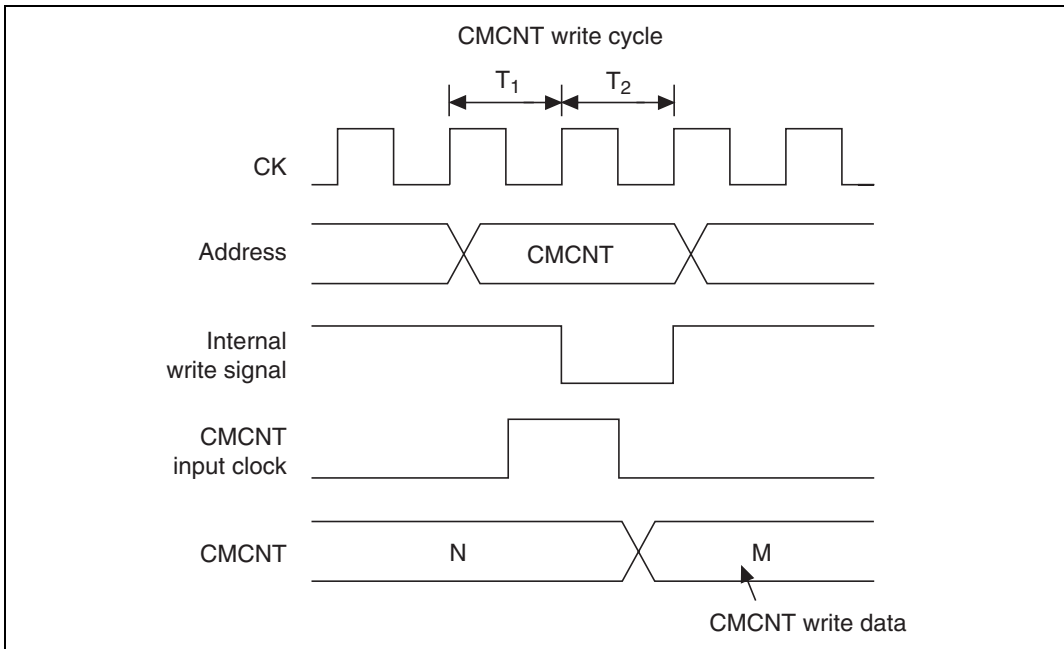 CMCNT write cycle
T1 T2
CK
Address
CMCNT
Internal
write signal
CMCNT
input clock
CMCNT
N
M
CMCNT write data